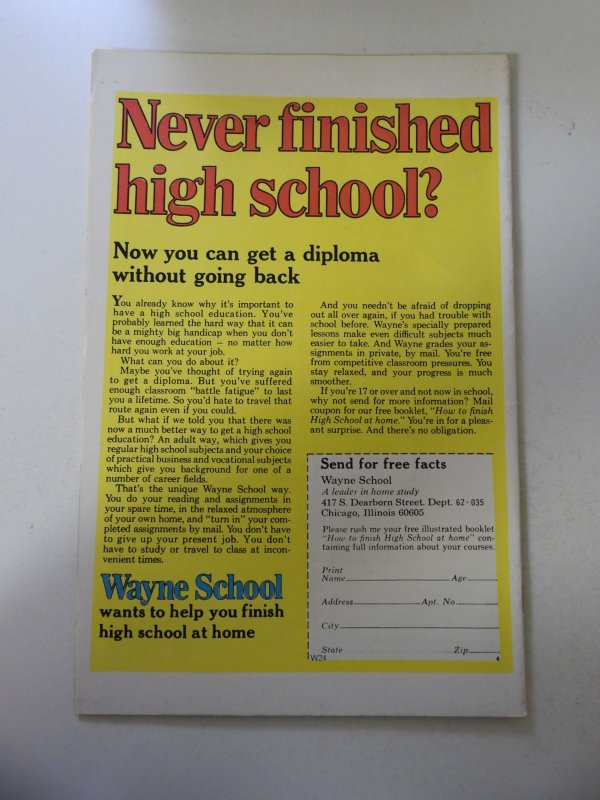 Never finished
high school?
Now you can get a diploma
without going back
You already know why it's important to
have a high school education. You've
probably learned the hard way that it can
be a mighty big handicap when you don't
have enough education – no matter how
hard you work at your job.
What can you do about it?
Maybe you've thought of trying again
to get a diploma. But you've suffered
enough classroom "battle fatigue" to last
you a lifetime. So you'd hate to travel that
route again even if you could.
But what if we told you that there was
now a much better way to get a high school
education? An adult way, which gives you
regular high school subjects and your choice
of practical business and vocational subjects
which give you background for one of a
number of career fields.
That's the unique Wayne School way.
You do your reading and assignments in
your spare time, in the relaxed atmosphere
of your own home, and "turn in" your com-
pleted assignments by mail. You don't have
to give up your present job. You don't
have to study or travel to class at incon-
venient times.
Wayne School
wants to help you finish
high school at home
And you needn't be afraid of dropping
out all over again, if you had trouble with
school before. Wayne's specially prepared
lessons make even difficult subjects much
easier to take. And Wayne grades your as-
signments in private, by mail. You're free
from competitive classroom pressures. You
stay relaxed, and your progress is much
smoother.
If you're 17 or over and not now in school,
why not send for more information? Mail
coupon for our free booklet, "How to finish
High School at home." You're in for a pleas-
ant surprise. And there's no obligation.
Send for free facts
Wayne School
A leader in home study
417 S. Dearborn Street. Dept. 62-035
Chicago, Illinois 60605
Please rush me your free illustrated booklet
"How to finish High School at home" con-
taining full information about your courses.
Print
Name Age
Address Apt. No.
City
State Zip
W24